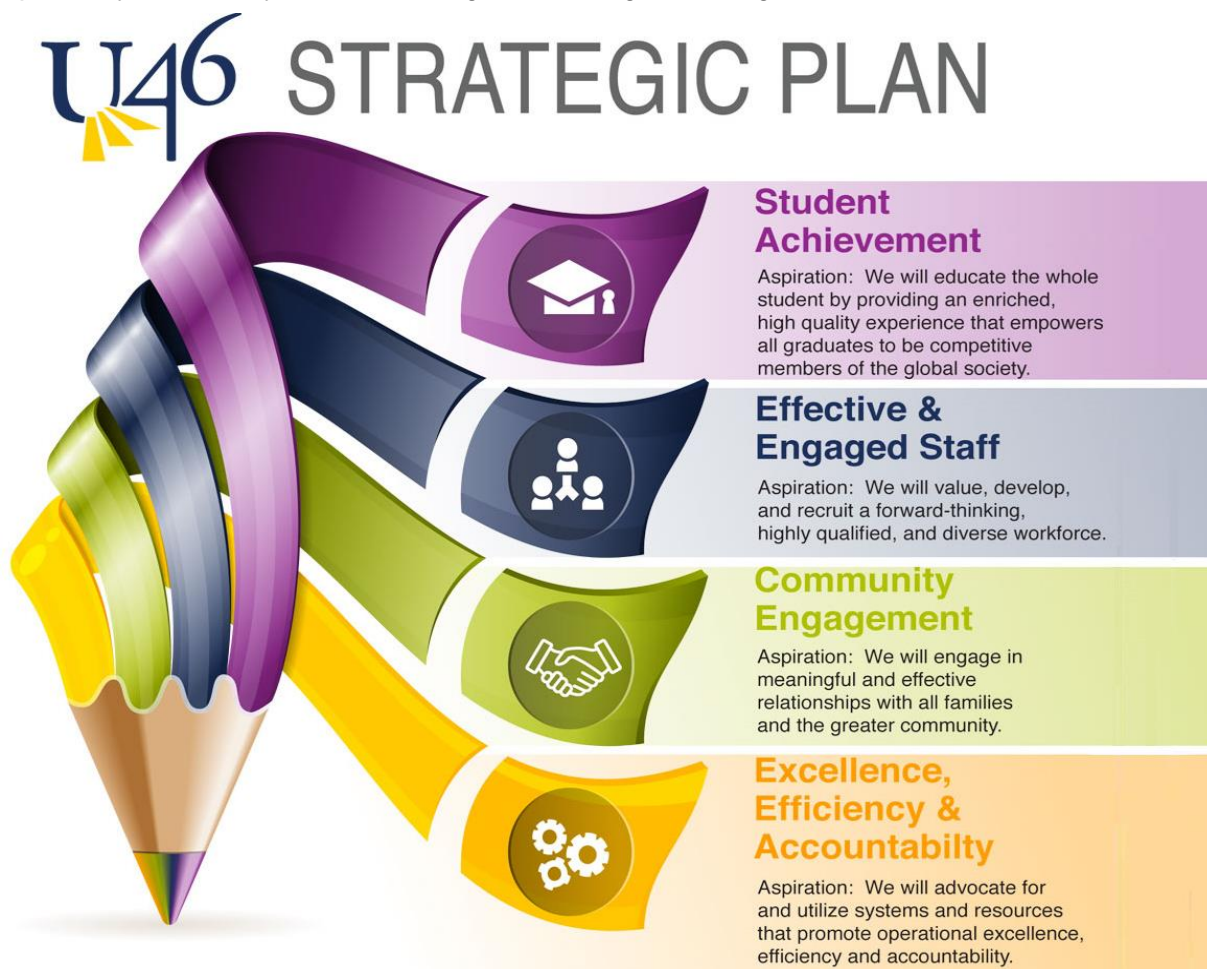 U46 STRATEGIC PLAN
Student
Achievement
Aspiration: We will educate the whole
student by providing an enriched,
high quality experience that empowers
all graduates to be competitive
members of the global society.
Effective &
Engaged Staff
Aspiration: We will value, develop,
and recruit a forward-thinking,
highly qualified, and diverse workforce.
Community
Engagement
Aspiration: We will engage in
meaningful and effective
relationships with all families
and the greater community.
Excellence,
Efficiency &
Accountabilty
Aspiration: We will advocate for
and utilize systems and resources
that promote operational excellence,
efficiency and accountability.